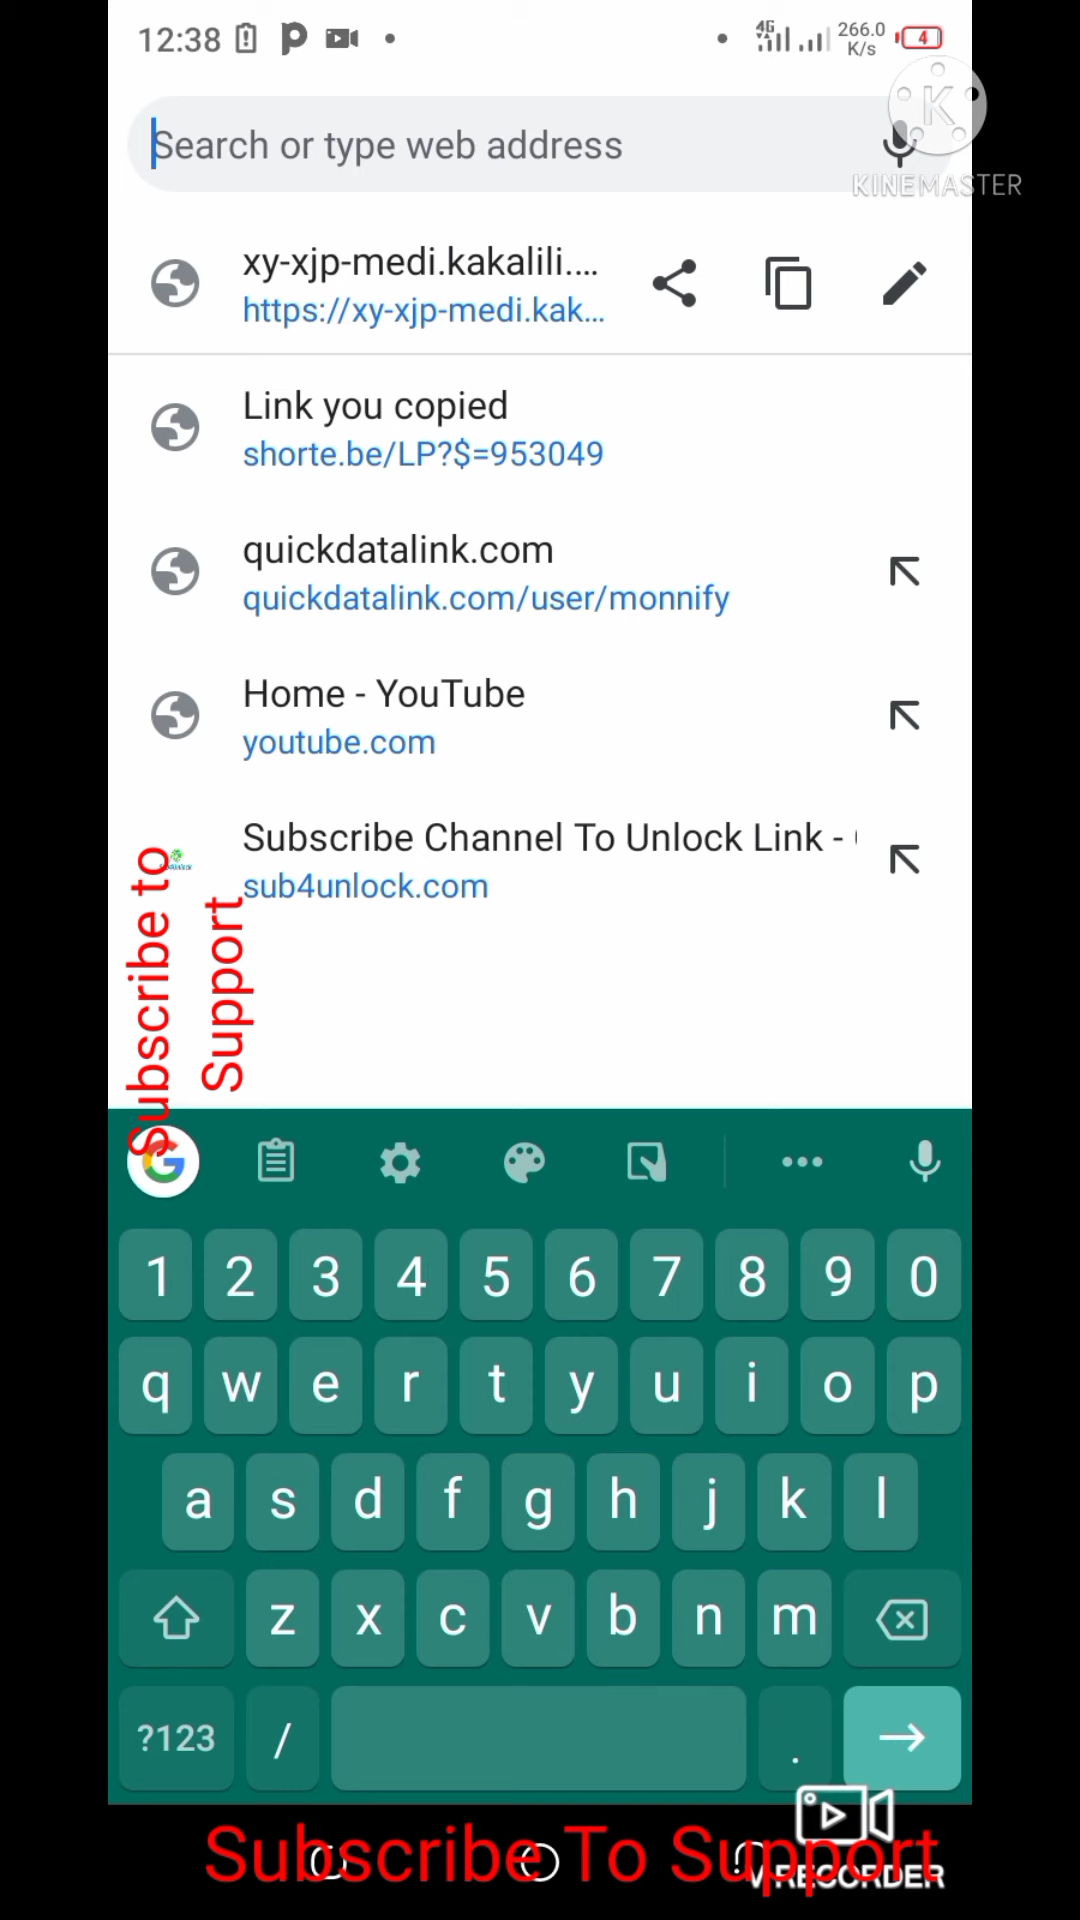 12:38
4G
266.0
K/s
4
Search or type web address
K
KINEMASTER
xy-xjp-medi.kakalili....
https://xy-xjp-medi.kak...
Link you copied
shorte.be/LP?$=953049
quickdatalink.com
quickdatalink.com/user/monnify
Home - YouTube
youtube.com
Subscribe Channel To Unlock Link -
sub4unlock.com
Subscribe to
Support
G
1 2 3 4 5 6 7 8 9 0
q w e r t y u i o p
a s d f g h j k l
z x c v b n m
?123 / .
Subscribe To Support
V RECORDER